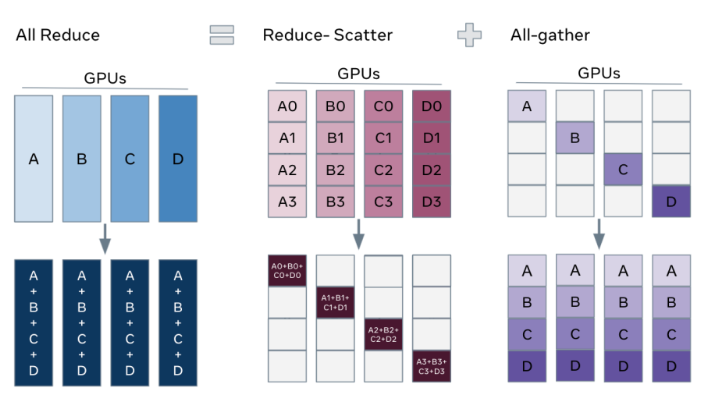 All Reduce = Reduce- Scatter + All-gather
GPUs GPUs GPUs
A B C D
A0 B0 C0 D0
A1 B1 C1 D1
A2 B2 C2 D2
A3 B3 C3 D3
A
B
C
D
A A A A
+ + + +
B B B B
+ + + +
C C C C
+ + + +
D D D D
A0+B0+
C0+D0
A1+B1+
C1+D1
A2+B2+
C2+D2
A3+B3+
C3+D3
A A A A
B B B B
C C C C
D D D D